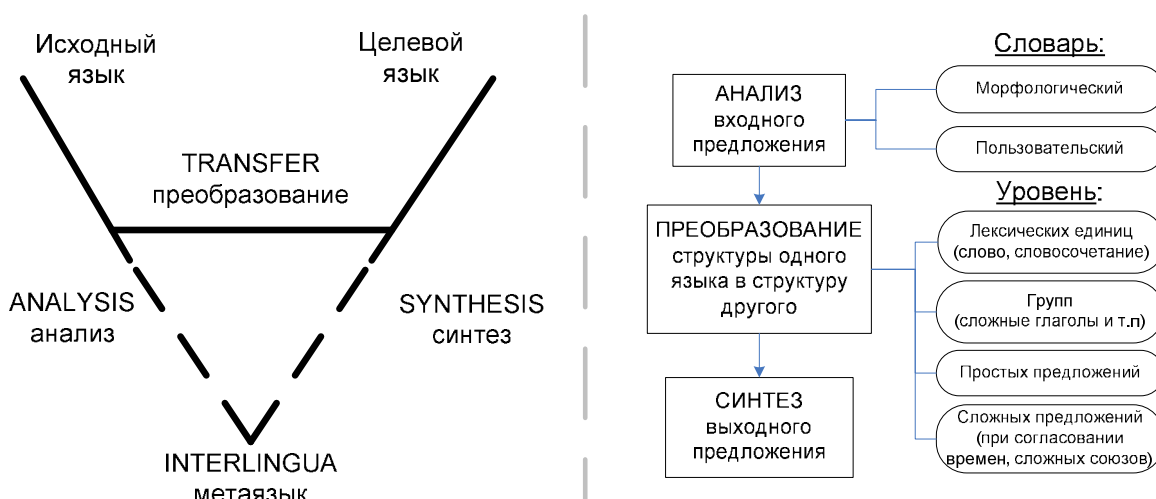 Исходный
язык
Целевой
язык
TRANSFER
преобразование
ANALYSIS
анализ
SYNTHESIS
синтез
INTERLINGUA
метаязык
АНАЛИЗ
входного
предложения
ПРЕОБРАЗОВАНИЕ
структуры одного
языка в структуру
другого
СИНТЕЗ
выходного
предложения
Словарь:
Морфологический
Пользовательский
Уровень:
Лексических единиц
(слово, словосочетание)
Групп
(сложные глаголы и т.п)
Простых предложений
Сложных предложений
(при согласовании
времен, сложных союзов)